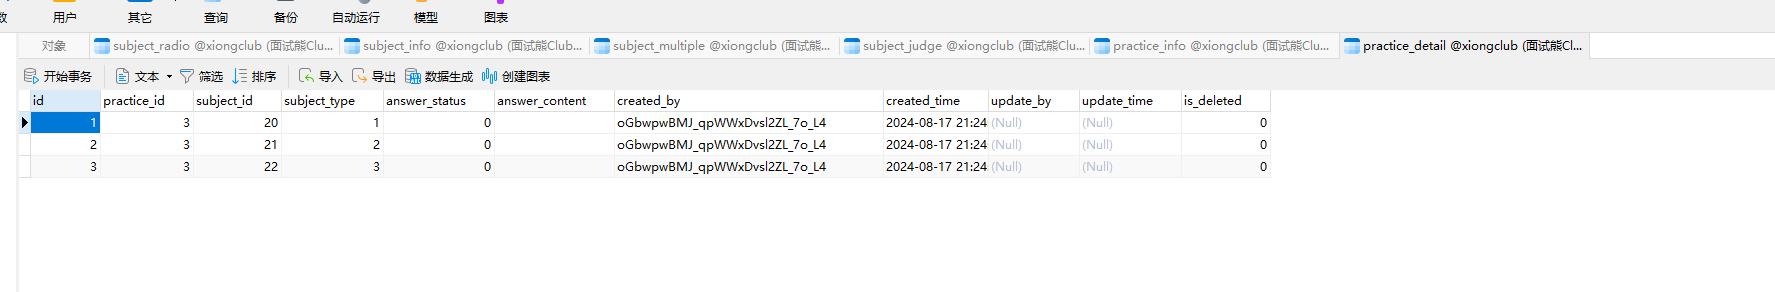 数 用户 其它 查询 备份 自动运行 模型 图表
对象 subject_radio @xiongclub (面试熊Clu... subject_info @xiongclub (面试熊Club... subject_multiple @xiongclub (面试熊... subject_judge @xiongclub (面试熊Clu... practice_info @xiongclub (面试熊Clu... practice_detail @xiongclub (面试熊Cl...
开始事务 文本 筛选 排序 导入 导出 数据生成 创建图表
id practice_id subject_id subject_type answer_status answer_content created_by created_time update_by update_time is_deleted
1 3 20 1 0 oGbwpwBMJ_qpWWxDvsl2ZL_7o_L4 2024-08-17 21:24 (Null) (Null) 0
2 3 21 2 0 oGbwpwBMJ_qpWWxDvsl2ZL_7o_L4 2024-08-17 21:24 (Null) (Null) 0
3 3 22 3 0 oGbwpwBMJ_qpWWxDvsl2ZL_7o_L4 2024-08-17 21:24 (Null) (Null) 0